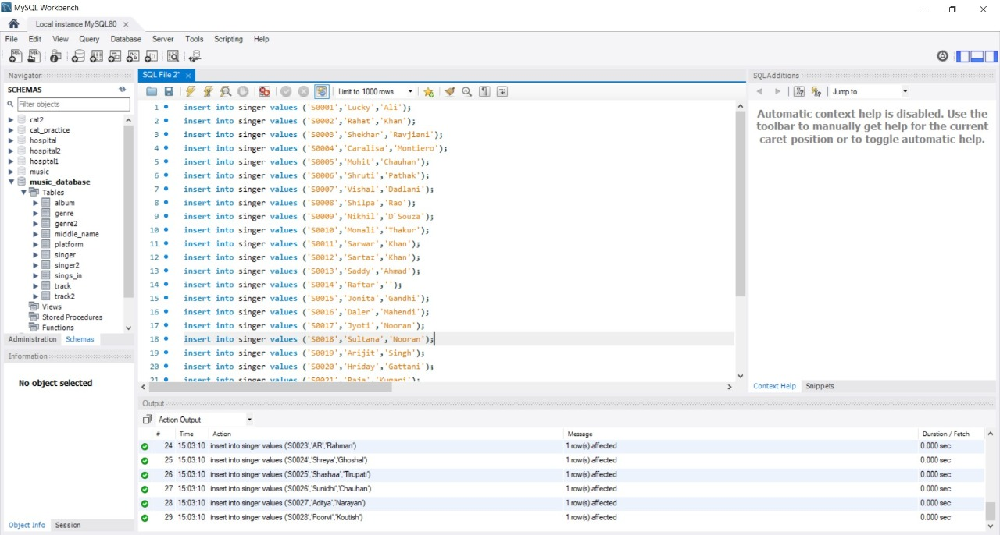 MySQL Workbench
Local instance MySQL80
File Edit View Query Database Server Tools Scripting Help
Navigator
SCHEMAS
Filter objects
cat2
cat_practice
hospital
hospital2
hosptal1
music
music_database
Tables
album
genre
genre2
middle_name
platform
singer
singer2
sings_in
track
track2
Views
Stored Procedures
Functions
Administration Schemas
Information
No object selected
Object Info Session
SQL File 2*
Limit to 1000 rows
1 insert into singer values ('S0001','Lucky','Ali');
2 insert into singer values ('S0002','Rahat','Khan');
3 insert into singer values ('S0003','Shekhar','Ravjiani');
4 insert into singer values ('S0004','Caralisa','Montiero');
5 insert into singer values ('S0005','Mohit','Chauhan');
6 insert into singer values ('S0006','Shruti','Pathak');
7 insert into singer values ('S0007','Vishal','Dadlani');
8 insert into singer values ('S0008','Shilpa','Rao');
9 insert into singer values ('S0009','Nikhil','D`Souza');
10 insert into singer values ('S0010','Monali','Thakur');
11 insert into singer values ('S0011','Sarwar','Khan');
12 insert into singer values ('S0012','Sartaz','Khan');
13 insert into singer values ('S0013','Saddy','Ahmad');
14 insert into singer values ('S0014','Raftar','');
15 insert into singer values ('S0015','Jonita','Gandhi');
16 insert into singer values ('S0016','Daler','Mahendi');
17 insert into singer values ('S0017','Jyoti','Nooran');
18 insert into singer values ('S0018','Sultana','Nooran');
19 insert into singer values ('S0019','Arijit','Singh');
20 insert into singer values ('S0020','Hriday','Gattani');
21 insert into singer values ('S0021','Raja','Kumari');
SQLAdditions
Jump to
Automatic context help is disabled. Use the
toolbar to manually get help for the current
caret position or to toggle automatic help.
Context Help Snippets
Output
Action Output
# Time Action Message Duration / Fetch
24 15:03:10 insert into singer values ('S0023','AR','Rahman') 1 row(s) affected 0.000 sec
25 15:03:10 insert into singer values ('S0024','Shreya','Ghoshal') 1 row(s) affected 0.000 sec
26 15:03:10 insert into singer values ('S0025','Shashaa','Tirupati') 1 row(s) affected 0.000 sec
27 15:03:10 insert into singer values ('S0026','Sunidhi','Chauhan') 1 row(s) affected 0.000 sec
28 15:03:10 insert into singer values ('S0027','Aditya','Narayan') 1 row(s) affected 0.000 sec
29 15:03:10 insert into singer values ('S0028','Poorvi','Koutish') 1 row(s) affected 0.000 sec